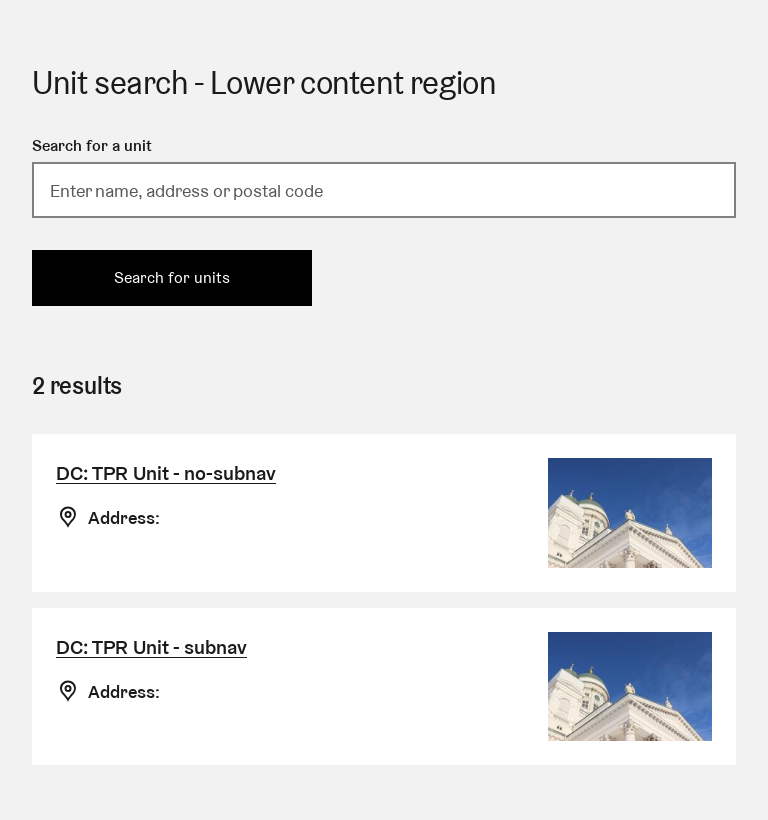 Unit search - Lower content region
Search for a unit
Enter name, address or postal code
Search for units
2 results
DC: TPR Unit - no-subnav
Address:
DC: TPR Unit - subnav
Address: